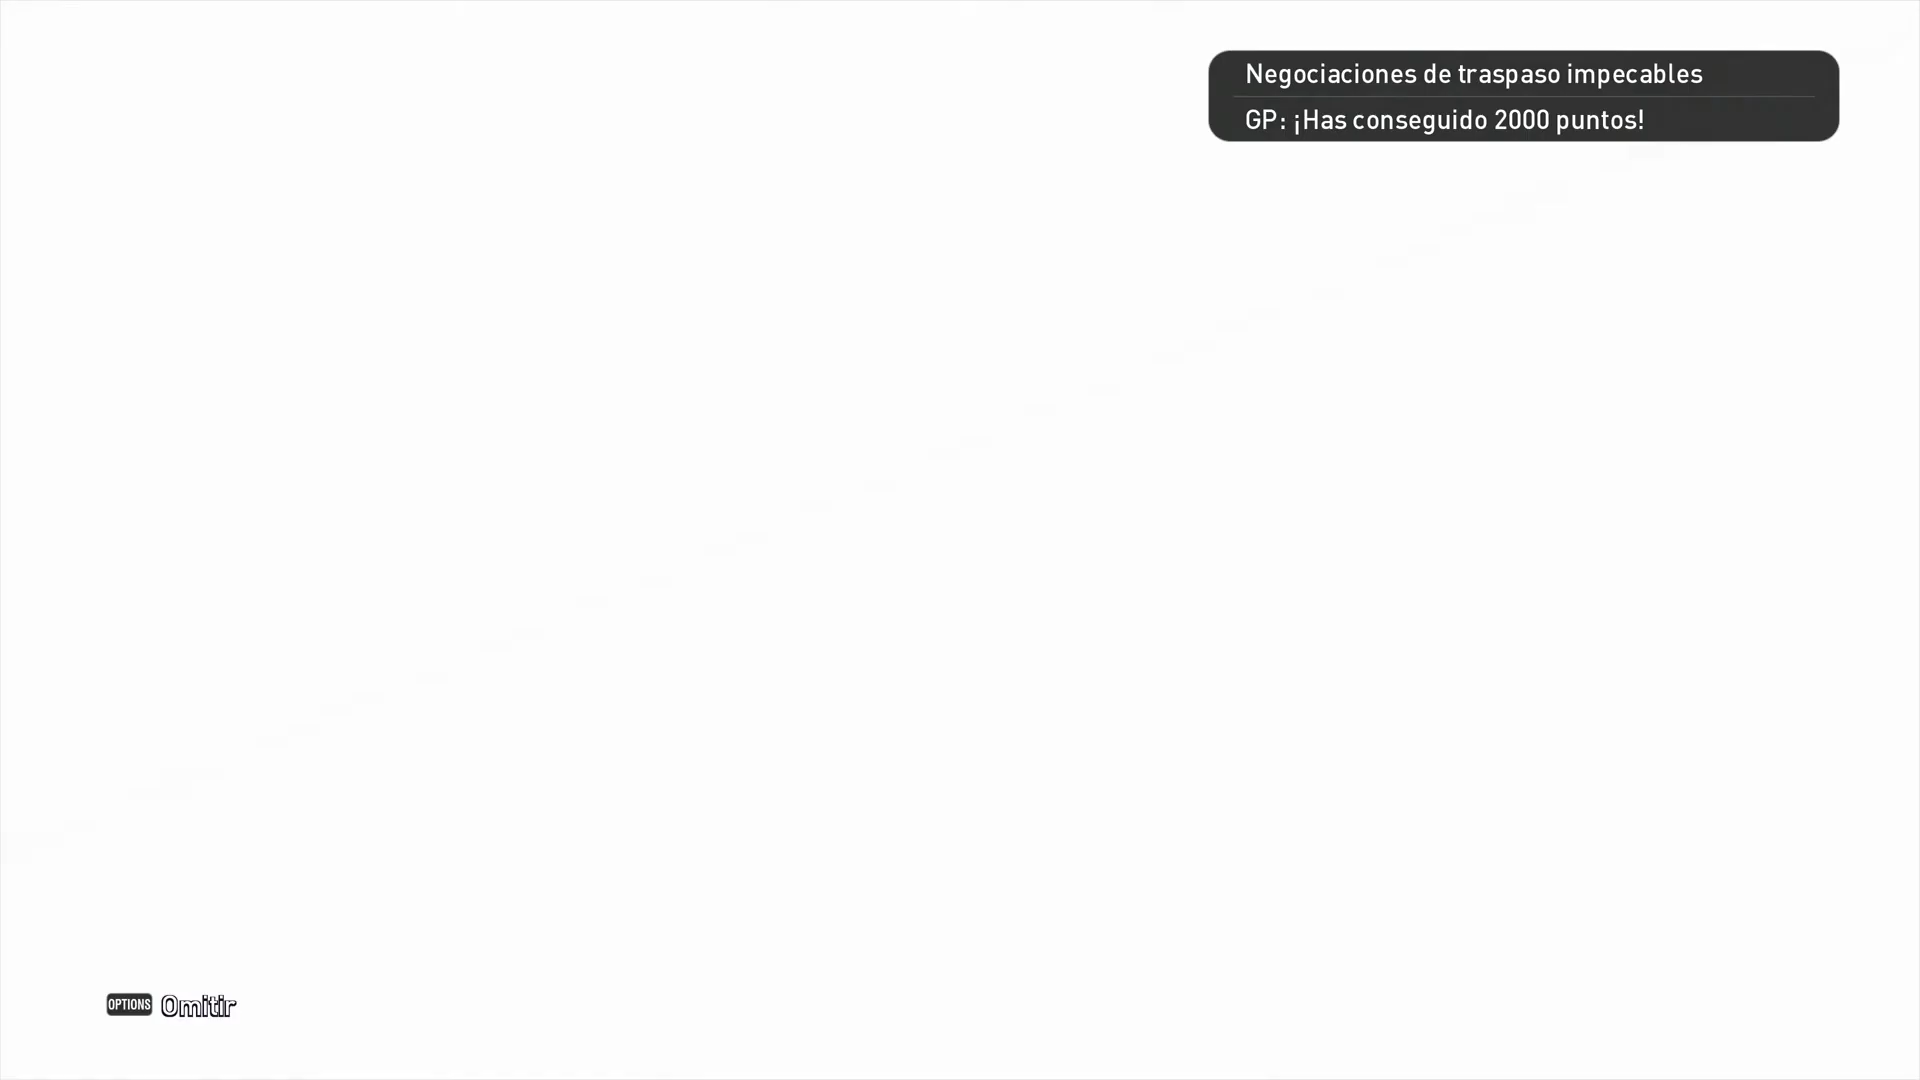 Negociaciones de traspaso impecables
GP: ¡Has conseguido 2000 puntos!
OPTIONS Omitir